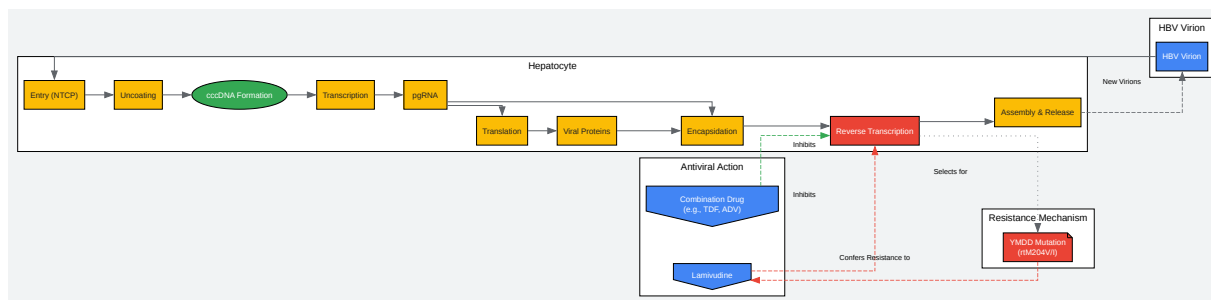 HBV Virion
HBV Virion
Hepatocyte
New Virions
Entry (NTCP)
Uncoating
cccDNA Formation
Transcription
pgRNA
Assembly & Release
Translation
Viral Proteins
Encapsidation
Reverse Transcription
Inhibits
Antiviral Action
Selects for
Combination Drug
(e.g., TDF, ADV)
Inhibits
Resistance Mechanism
YMDD Mutation
(rtM204V/I)
Confers Resistance to
Lamivudine